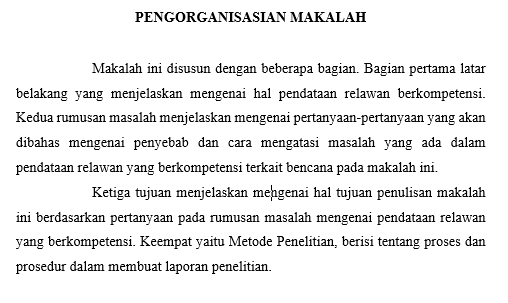 PENGORGANISASIAN MAKALAH
Makalah ini disusun dengan beberapa bagian. Bagian pertama latar
belakang yang menjelaskan mengenai hal pendataan relawan berkompetensi.
Kedua rumusan masalah menjelaskan mengenai pertanyaan-pertanyaan yang akan
dibahas mengenai penyebab dan cara mengatasi masalah yang ada dalam
pendataan relawan yang berkompetensi terkait bencana pada makalah ini.
Ketiga tujuan menjelaskan mengenai hal tujuan penulisan makalah
ini berdasarkan pertanyaan pada rumusan masalah mengenai pendataan relawan
yang berkompetensi. Keempat yaitu Metode Penelitian, berisi tentang proses dan
prosedur dalam membuat laporan penelitian.